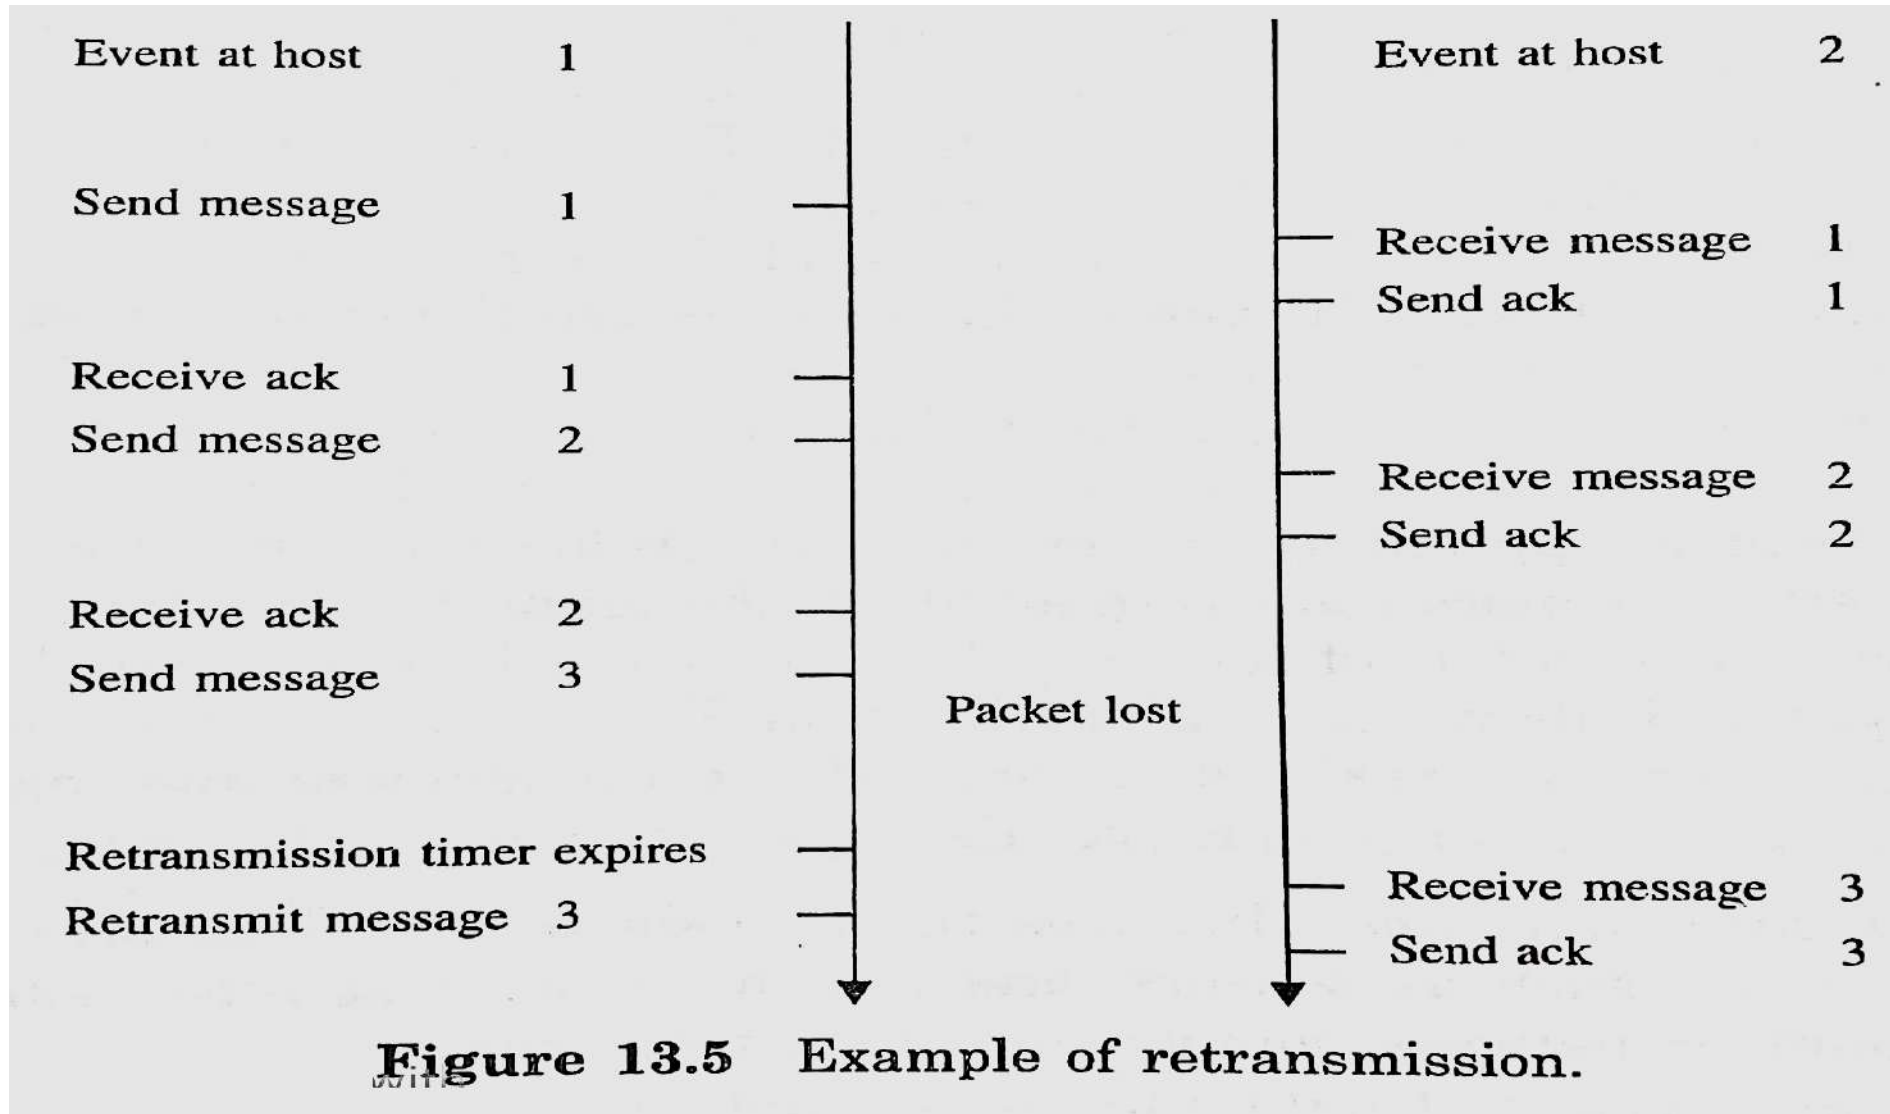 Event at host 1
Event at host 2
Send message 1
Receive message 1
Send ack 1
Receive ack 1
Send message 2
Receive message 2
Send ack 2
Receive ack 2
Send message 3
Packet lost
Retransmission timer expires
Receive message 3
Retransmit message 3
Send ack 3
Figure 13.5 Example of retransmission.